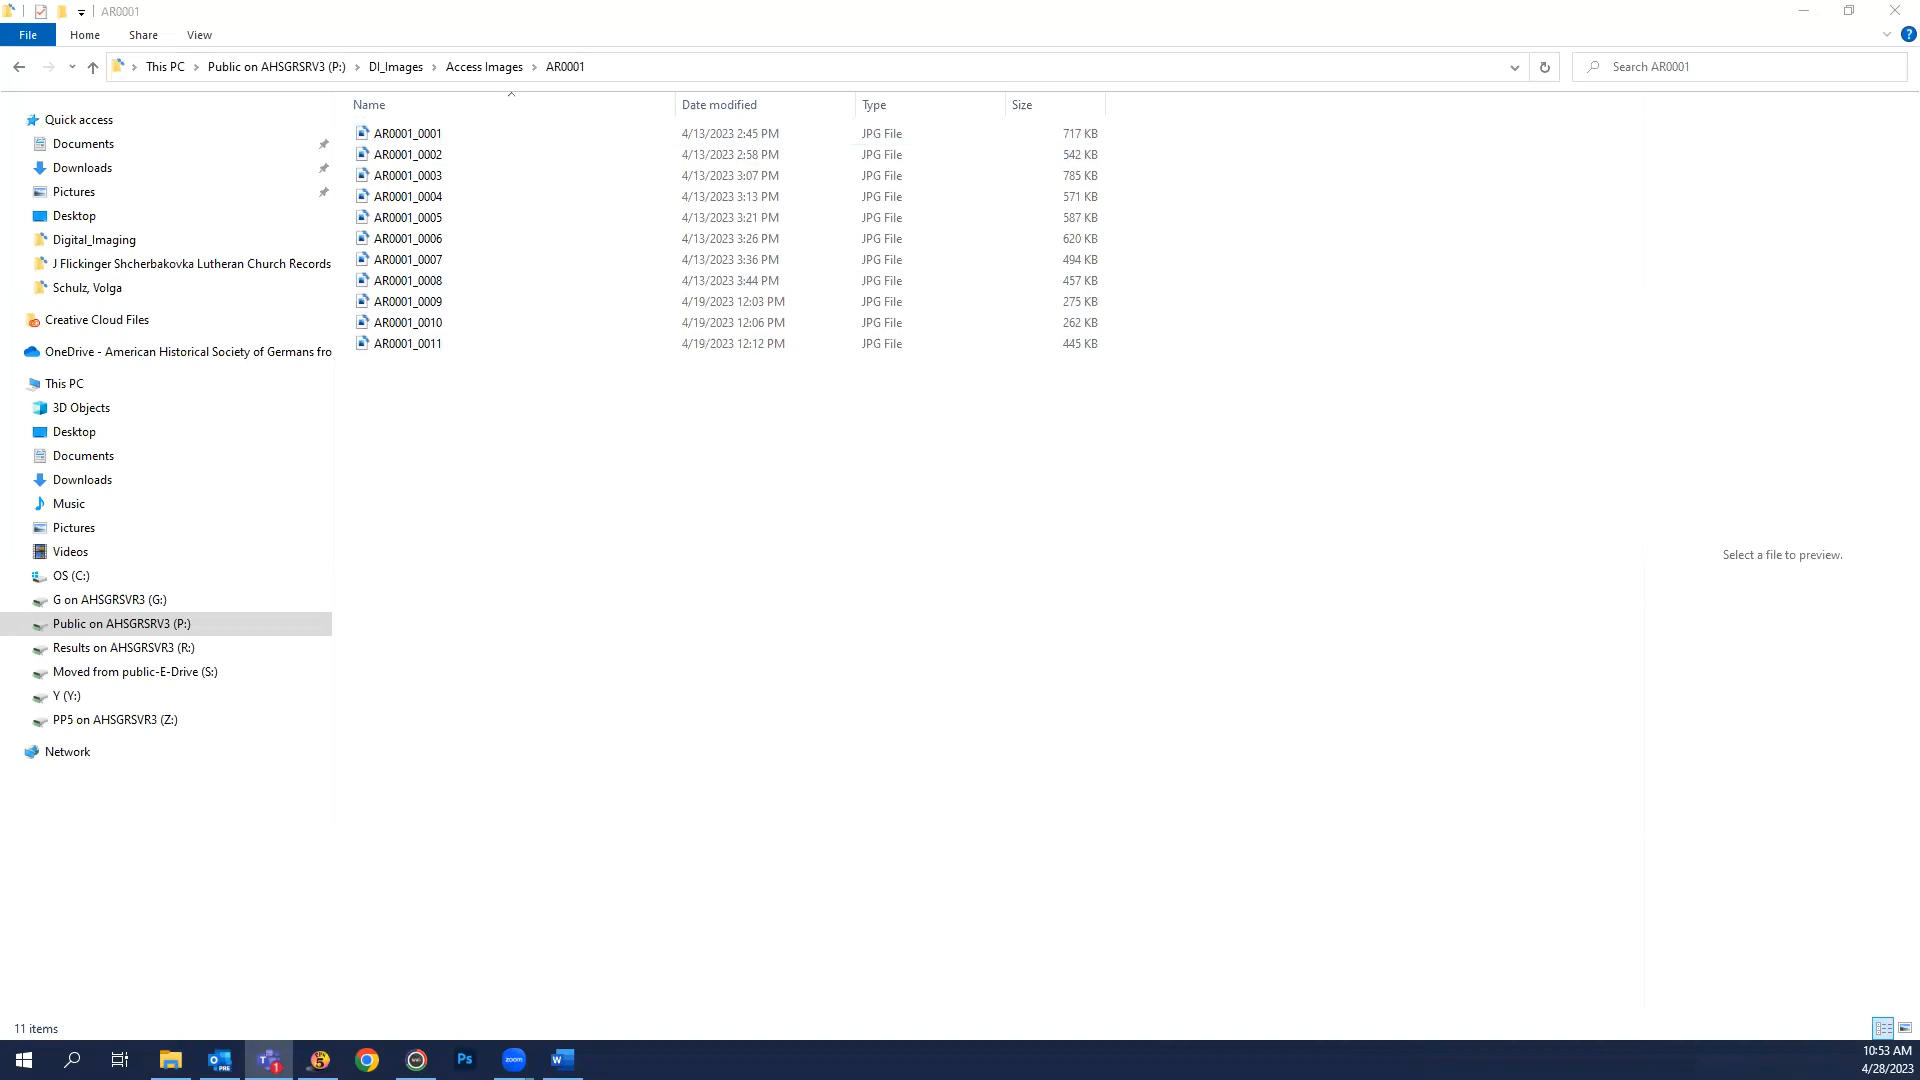 AR0001
File Home Share View
This PC Public on AHSGRSRV3 (P:) DI_Images Access Images AR0001 Search AR0001
Name Date modified Type Size
Quick access
Documents
Downloads
Pictures
Desktop
Digital_Imaging
J Flickinger Shcherbakovka Lutheran Church Records
Schulz, Volga
Creative Cloud Files
OneDrive - American Historical Society of Germans fro
This PC
3D Objects
Desktop
Documents
Downloads
Music
Pictures
Videos
OS (C:)
G on AHSGRSVR3 (G:)
Public on AHSGRSRV3 (P:)
Results on AHSGRSVR3 (R:)
Moved from public-E-Drive (S:)
Y (Y:)
PP5 on AHSGRSVR3 (Z:)
Network
AR0001_0001 4/13/2023 2:45 PM JPG File 717 KB
AR0001_0002 4/13/2023 2:58 PM JPG File 542 KB
AR0001_0003 4/13/2023 3:07 PM JPG File 785 KB
AR0001_0004 4/13/2023 3:13 PM JPG File 571 KB
AR0001_0005 4/13/2023 3:21 PM JPG File 587 KB
AR0001_0006 4/13/2023 3:26 PM JPG File 620 KB
AR0001_0007 4/13/2023 3:36 PM JPG File 494 KB
AR0001_0008 4/13/2023 3:44 PM JPG File 457 KB
AR0001_0009 4/19/2023 12:03 PM JPG File 275 KB
AR0001_0010 4/19/2023 12:06 PM JPG File 262 KB
AR0001_0011 4/19/2023 12:12 PM JPG File 445 KB
Select a file to preview.
11 items
Ps zoom W
10:53 AM
4/28/2023